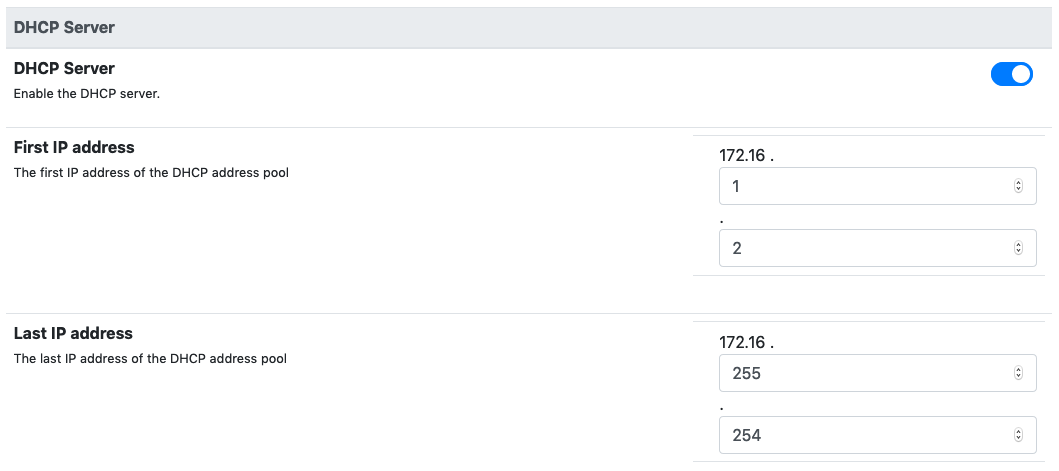 DHCP Server
DHCP Server
Enable the DHCP server.
First IP address
The first IP address of the DHCP address pool
172.16 .
1
.
2
Last IP address
The last IP address of the DHCP address pool
172.16 .
255
.
254